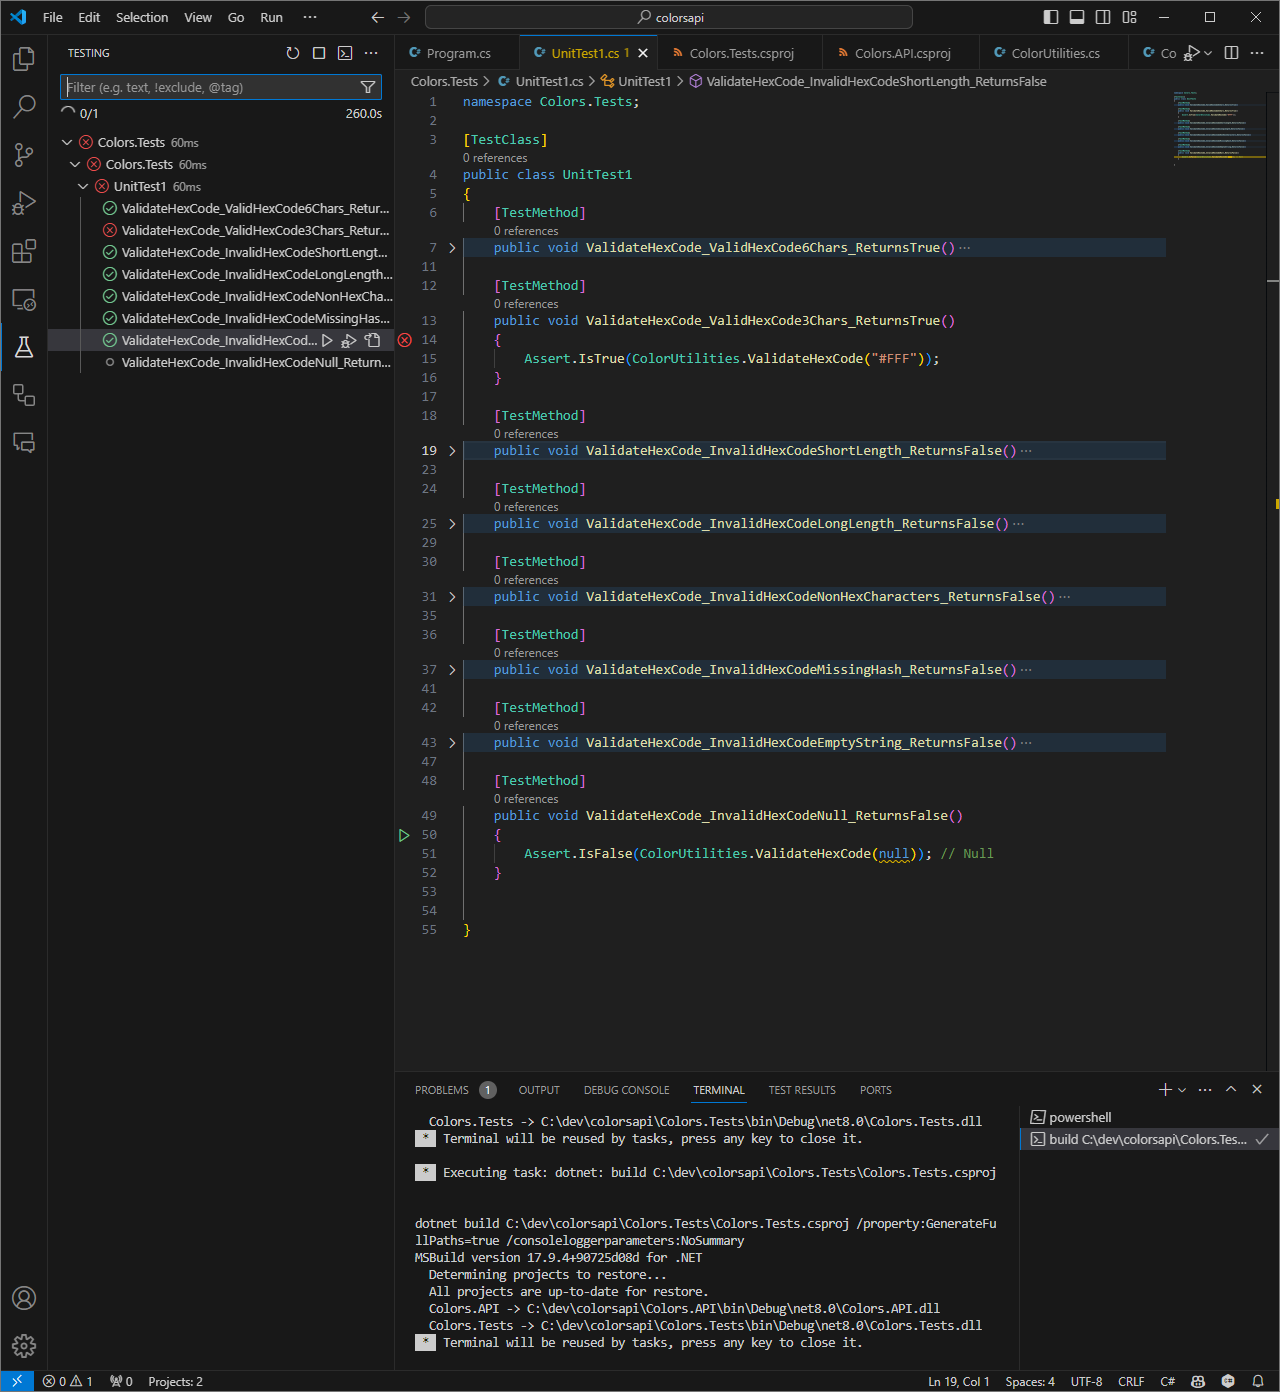 File Edit Selection View Go Run ··· colorsapi
TESTING
Filter (e.g. text, !exclude, @tag)
0/1 260.0s
Colors.Tests 60ms
Colors.Tests 60ms
UnitTest1 60ms
ValidateHexCode_ValidHexCode6Chars_Retur...
ValidateHexCode_ValidHexCode3Chars_Retur...
ValidateHexCode_InvalidHexCodeShortLengt...
ValidateHexCode_InvalidHexCodeLongLength...
ValidateHexCode_InvalidHexCodeNonHexCha...
ValidateHexCode_InvalidHexCodeMissingHas...
ValidateHexCode_InvalidHexCod...
ValidateHexCode_InvalidHexCodeNull_Return...
Program.cs UnitTest1.cs 1 Colors.Tests.csproj Colors.API.csproj ColorUtilities.cs Co
Colors.Tests > UnitTest1.cs > UnitTest1 > ValidateHexCode_InvalidHexCodeShortLength_ReturnsFalse
1 namespace Colors.Tests;
2
3 [TestClass]
0 references
4 public class UnitTest1
5 {
6 [TestMethod]
0 references
7 public void ValidateHexCode_ValidHexCode6Chars_ReturnsTrue()···
11
12 [TestMethod]
0 references
13 public void ValidateHexCode_ValidHexCode3Chars_ReturnsTrue()
14 {
15 Assert.IsTrue(ColorUtilities.ValidateHexCode("#FFF"));
16 }
17
18 [TestMethod]
0 references
19 public void ValidateHexCode_InvalidHexCodeShortLength_ReturnsFalse()···
23
24 [TestMethod]
0 references
25 public void ValidateHexCode_InvalidHexCodeLongLength_ReturnsFalse()···
29
30 [TestMethod]
0 references
31 public void ValidateHexCode_InvalidHexCodeNonHexCharacters_ReturnsFalse()···
35
36 [TestMethod]
0 references
37 public void ValidateHexCode_InvalidHexCodeMissingHash_ReturnsFalse()···
41
42 [TestMethod]
0 references
43 public void ValidateHexCode_InvalidHexCodeEmptyString_ReturnsFalse()···
47
48 [TestMethod]
0 references
49 public void ValidateHexCode_InvalidHexCodeNull_ReturnsFalse()
50 {
51 Assert.IsFalse(ColorUtilities.ValidateHexCode(null)); // Null
52 }
53
54
55 }
PROBLEMS 1 OUTPUT DEBUG CONSOLE TERMINAL TEST RESULTS PORTS
Colors.Tests -> C:\dev\colorsapi\Colors.Tests\bin\Debug\net8.0\Colors.Tests.dll
* Terminal will be reused by tasks, press any key to close it.
* Executing task: dotnet: build C:\dev\colorsapi\Colors.Tests\Colors.Tests.csproj
dotnet build C:\dev\colorsapi\Colors.Tests\Colors.Tests.csproj /property:GenerateFu
llPaths=true /consoleloggerparameters:NoSummary
MSBuild version 17.9.4+90725d08d for .NET
Determining projects to restore...
All projects are up-to-date for restore.
Colors.API -> C:\dev\colorsapi\Colors.API\bin\Debug\net8.0\Colors.API.dll
Colors.Tests -> C:\dev\colorsapi\Colors.Tests\bin\Debug\net8.0\Colors.Tests.dll
* Terminal will be reused by tasks, press any key to close it.
powershell
build C:\dev\colorsapi\Colors.Tes...
0 1 0 Projects: 2 Ln 19, Col 1 Spaces: 4 UTF-8 CRLF C#